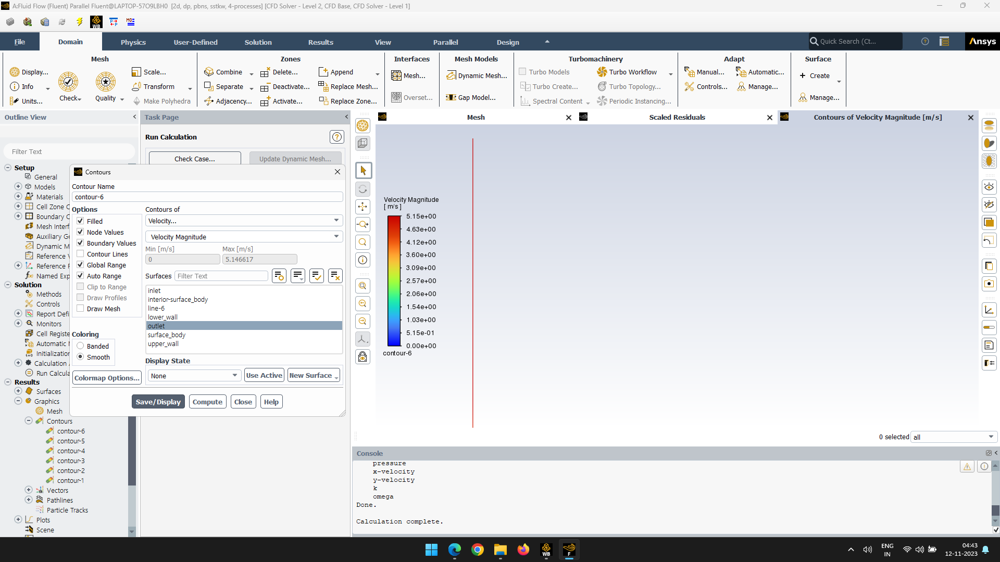 A:Fluid Flow (Fluent) Parallel Fluent@LAPTOP-57O9LBH0 [2d, dp, pbns, sstkw, 4-processes] [CFD Solver - Level 2, CFD Base, CFD Solver - Level 1]
WB
File Domain Physics User-Defined Solution Results View Parallel Design Quick Search (Ct... Ansys
Mesh Zones Interfaces Mesh Models Turbomachinery Adapt Surface
Display... Scale... Combine Delete... Append Mesh... Dynamic Mesh... Turbo Models Turbo Workflow Manual... Automatic... Create
Info Transform Separate Deactivate... Replace Mesh... Turbo Create... Turbo Topology... Controls... Manage...
Check Quality
Units... Make Polyhedra Adjacency... Activate... Replace Zone... Overset... Gap Model... Spectral Content Periodic Instancing... Manage...
Outline View
Filter Text
Setup
General
Models
Materials
Cell Zone C
Boundary C
Mesh Interf
Auxiliary Ge
Dynamic M
Reference V
Reference F
Named Exp
Solution
Methods
Controls
Report Defi
Monitors
Cell Registe
Automatic M
Initialization
Calculation A
Run Calcula
Results
Surfaces
Graphics
Mesh
Contours
contour-6
contour-5
contour-4
contour-3
contour-2
contour-1
Vectors
Pathlines
Particle Tracks
Plots
Scene
Task Page
Run Calculation
Check Case... Update Dynamic Mesh...
Contours
Contour Name
contour-6
Options
Filled
Node Values
Boundary Values
Contour Lines
Global Range
Auto Range
Clip to Range
Draw Profiles
Draw Mesh
Coloring
Banded
Smooth
Colormap Options...
Contours of
Velocity...
Velocity Magnitude
Min [m/s] Max [m/s]
0 5.146617
Surfaces Filter Text
inlet
interior-surface_body
line-6
lower_wall
outlet
surface_body
upper_wall
Display State
None Use Active New Surface
Save/Display Compute Close Help
Mesh Scaled Residuals Contours of Velocity Magnitude [m/s]
Velocity Magnitude
[ m/s ]
5.15e+00
4.63e+00
4.12e+00
3.60e+00
3.09e+00
2.57e+00
2.06e+00
1.54e+00
1.03e+00
5.15e-01
0.00e+00
contour-6
0 selected all
Console
pressure
x-velocity
y-velocity
k
omega
Done.
Calculation complete.
WB F
ENG
IN
04:43
12-11-2023